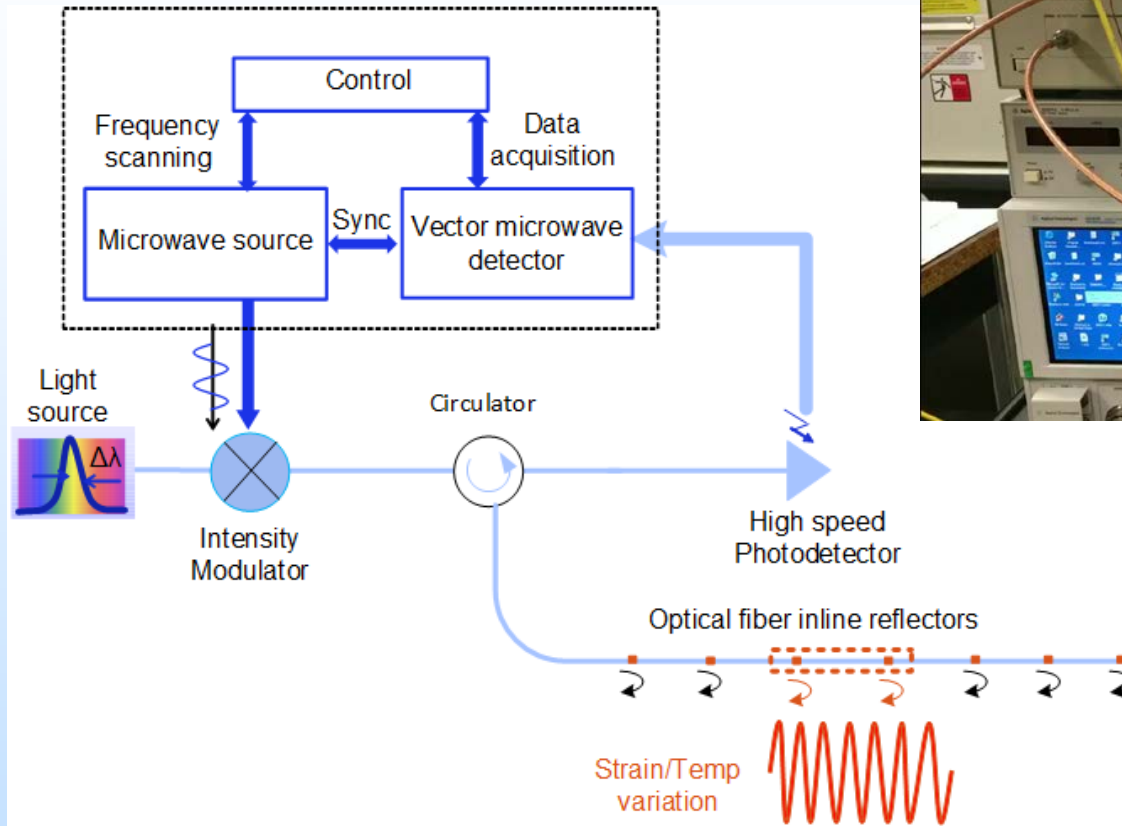 Control
Frequency
scanning
Data
acquisition
Microwave source
Sync
Vector microwave
detector
Light
source
Δλ
Circulator
Intensity
Modulator
High speed
Photodetector
Optical fiber inline reflectors
Strain/Temp
variation